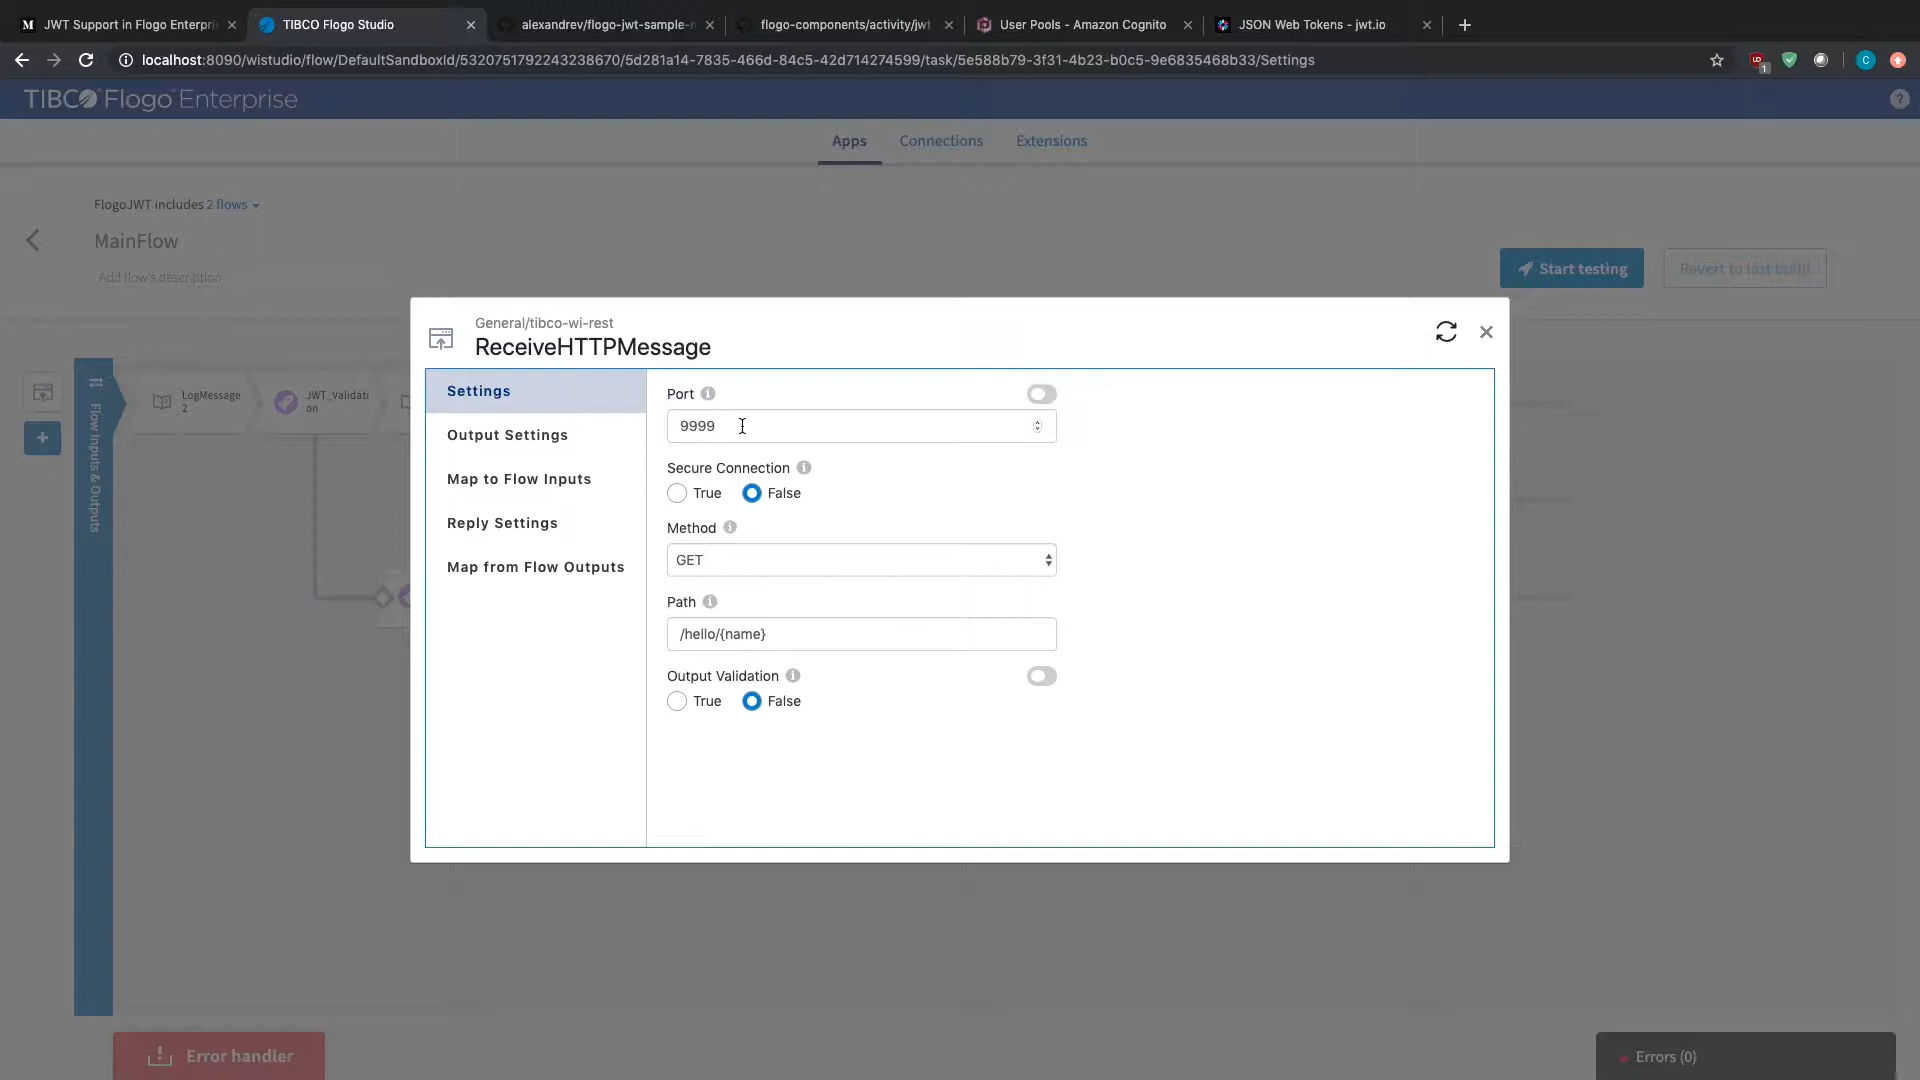 JWT Support in Flogo Enterpri
TIBCO Flogo Studio
alexandrev/flogo-jwt-sample-
flogo-components/activity/jwt
User Pools - Amazon Cognito
JSON Web Tokens - jwt.io
localhost:8090/wistudio/flow/DefaultSandboxId/5320751792243238670/5d281a14-7835-466d-84c5-42d714274599/task/5e588b79-3f31-4b23-b0c5-9e6835468b33/Settings
TIBCO Flogo Enterprise
Apps
Connections
Extensions
FlogoJWT includes 2 flows
MainFlow
Add flow's description
Start testing
Revert to last build
Flow Inputs & Outputs
LogMessage
2
JWT_Validati
on
General/tibco-wi-rest
ReceiveHTTPMessage
Settings
Output Settings
Map to Flow Inputs
Reply Settings
Map from Flow Outputs
Port
9999
Secure Connection
True
False
Method
GET
Path
/hello/{name}
Output Validation
True
False
Error handler
Errors (0)